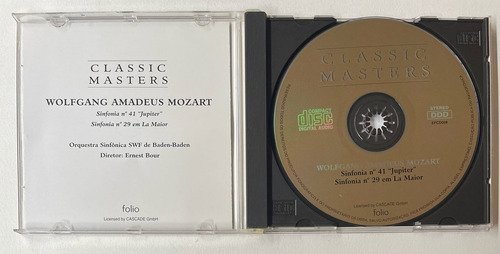 CLASSIC
MASTERS
WOLFGANG AMADEUS MOZART
Sinfonia nº 41 "Jupiter"
Sinfonia nº 29 em La Maior
Orquestra Sinfônica SWF de Baden-Baden
Diretor: Ernest Bour
folio
Licensed by CASCADE GmbH
CLASSIC
MASTERS
COMPACT
disc
DIGITAL AUDIO
STEREO
DDD
WOLFGANG AMADEUS MOZART
Sinfonia nº 41 "Jupiter"
Sinfonia nº 29 em La Maior
folio
Licensed by CASCADE GmbH